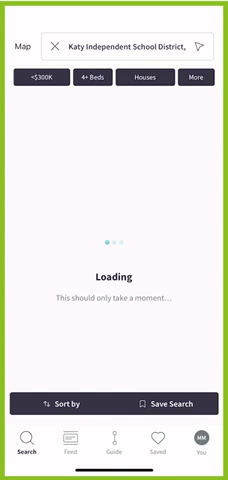 Map
Katy Independent School District,
<$300K
4+ Beds
Houses
More
Loading
This should only take a moment...
Sort by
Save Search
Search
Feed
Guide
Saved
MM
You